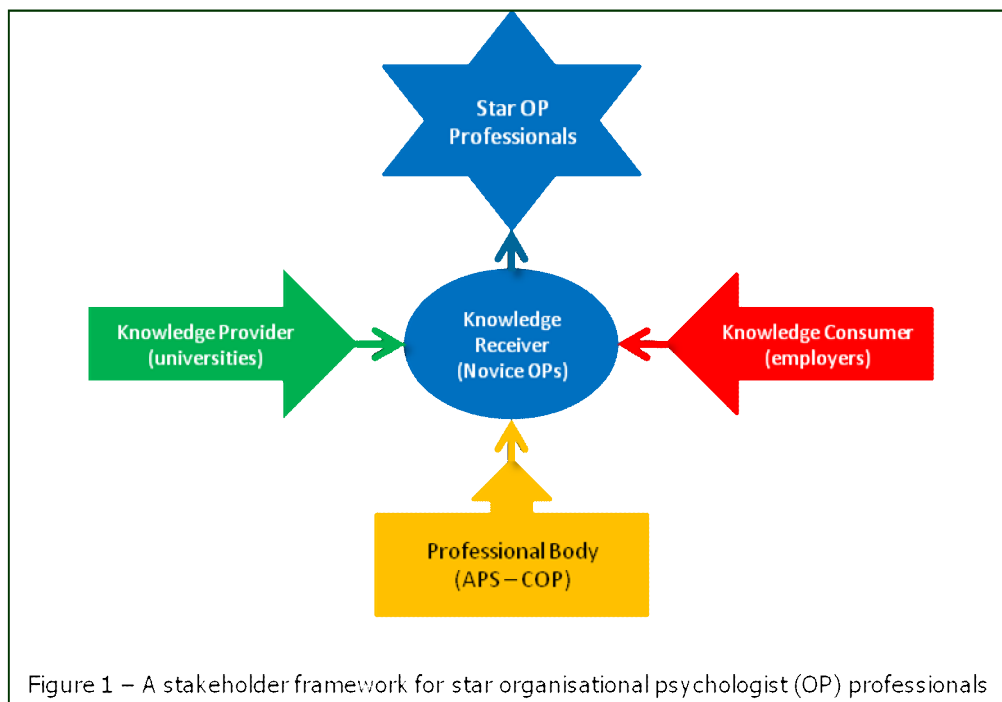 Star OP
Professionals
Knowledge Provider
(universities)
Knowledge
Receiver
(Novice OPs)
Knowledge Consumer
(employers)
Professional Body
(APS – COP)
Figure 1 – A stakeholder framework for star organisational psychologist (OP) professionals